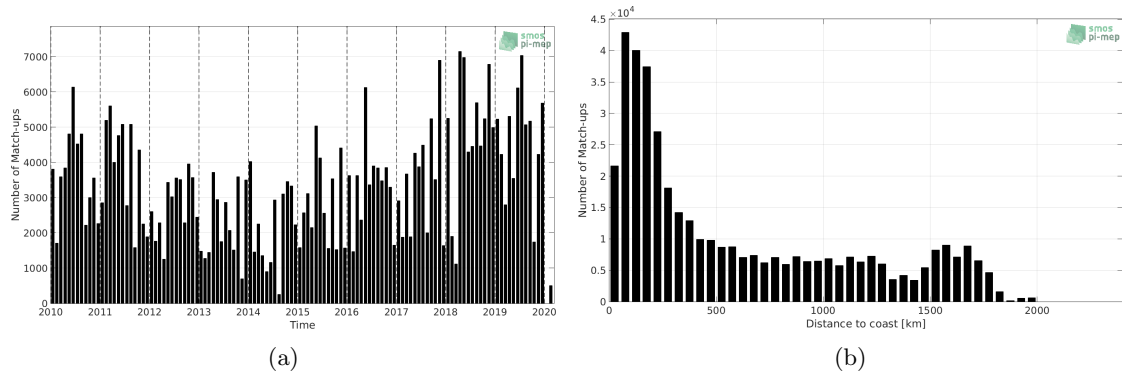 smos
pi-mep
Number of Match-ups
7000
6000
5000
4000
3000
2000
1000
0
2010 2011 2012 2013 2014 2015 2016 2017 2018 2019 2020
Time
(a)
×10⁴
smos
pi-mep
Number of Match-ups
4.5
4
3.5
3
2.5
2
1.5
1
0.5
0
0 500 1000 1500 2000
Distance to coast [km]
(b)